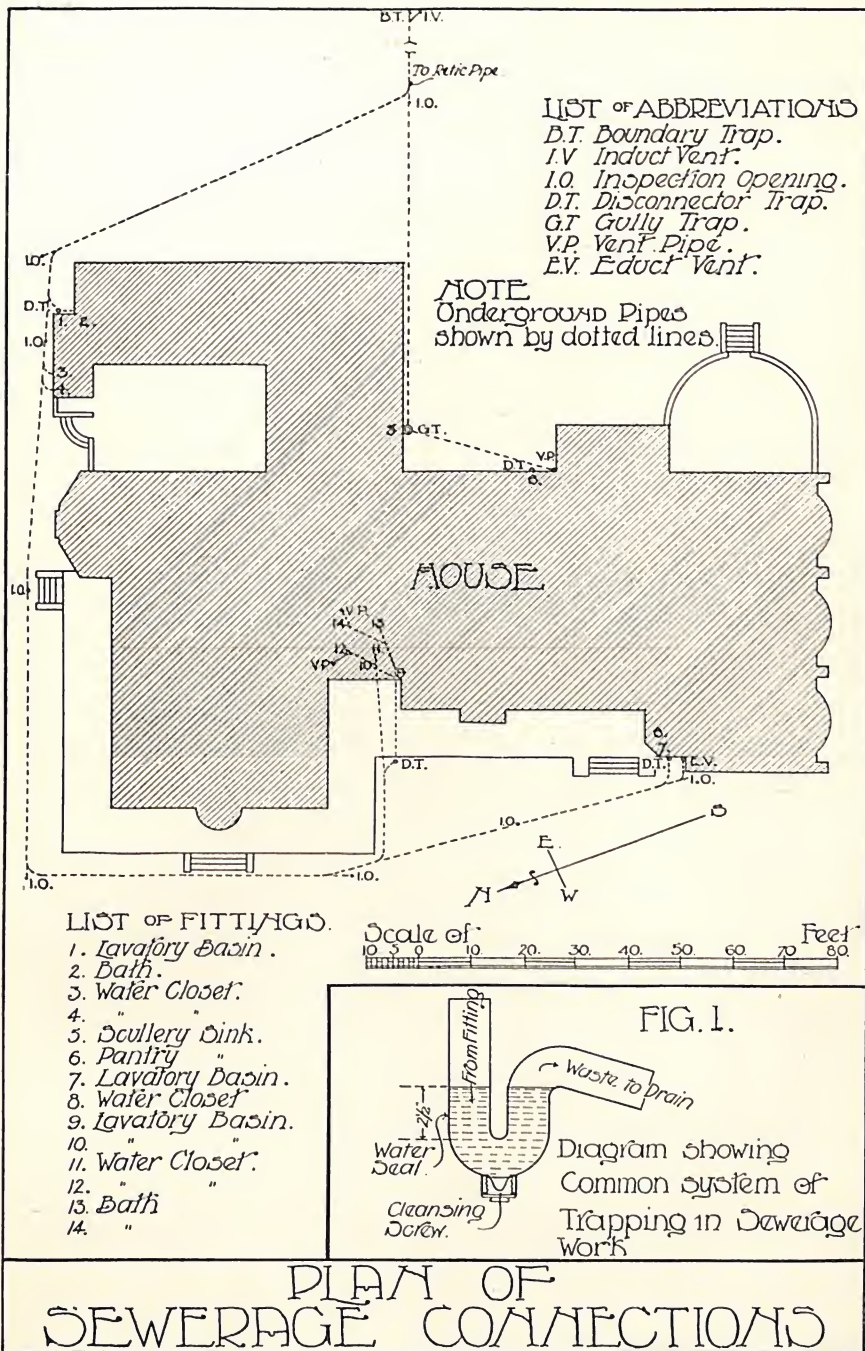 B.T. I.V.
To Retic Pipe
I.O.
LIST OF ABBREVIATIONS
B.T. Boundary Trap.
I.V Induct Vent.
I.O. Inspection Opening.
D.T. Disconnector Trap.
G.T Gully Trap.
V.P. Vent Pipe.
E.V. Educt Vent.
NOTE
Underground Pipes
shown by dotted lines.
I.O.
D.T.
1. 2.
I.O.
3.
4.
5 G.T.
V.P.
D.T.
6.
HOUSE
I.O.
V.P.
14. 13
12. 11.
V.P. 10.
9
8.
7.
D.T.
D.T. E.V.
I.O.
I.O.
S
E.
N
W
I.O.
I.O.
LIST OF FITTINGS.
1. Lavatory Basin.
2. Bath.
3. Water Closet.
4. " "
5. Scullery Sink.
6. Pantry "
7. Lavatory Basin.
8. Water Closet
9. Lavatory Basin.
10. " "
11. Water Closet.
12. " "
13. Bath
14. "
Scale of Feet
10. 5 0 10. 20. 30. 40. 50. 60. 70. 80.
FIG. 1.
From Fitting
Waste to Drain
2½"
Water
Seal.
Cleansing
Screw.
Diagram showing
Common system of
Trapping in Sewerage
Work
PLAN OF
SEWERAGE CONNECTIONS